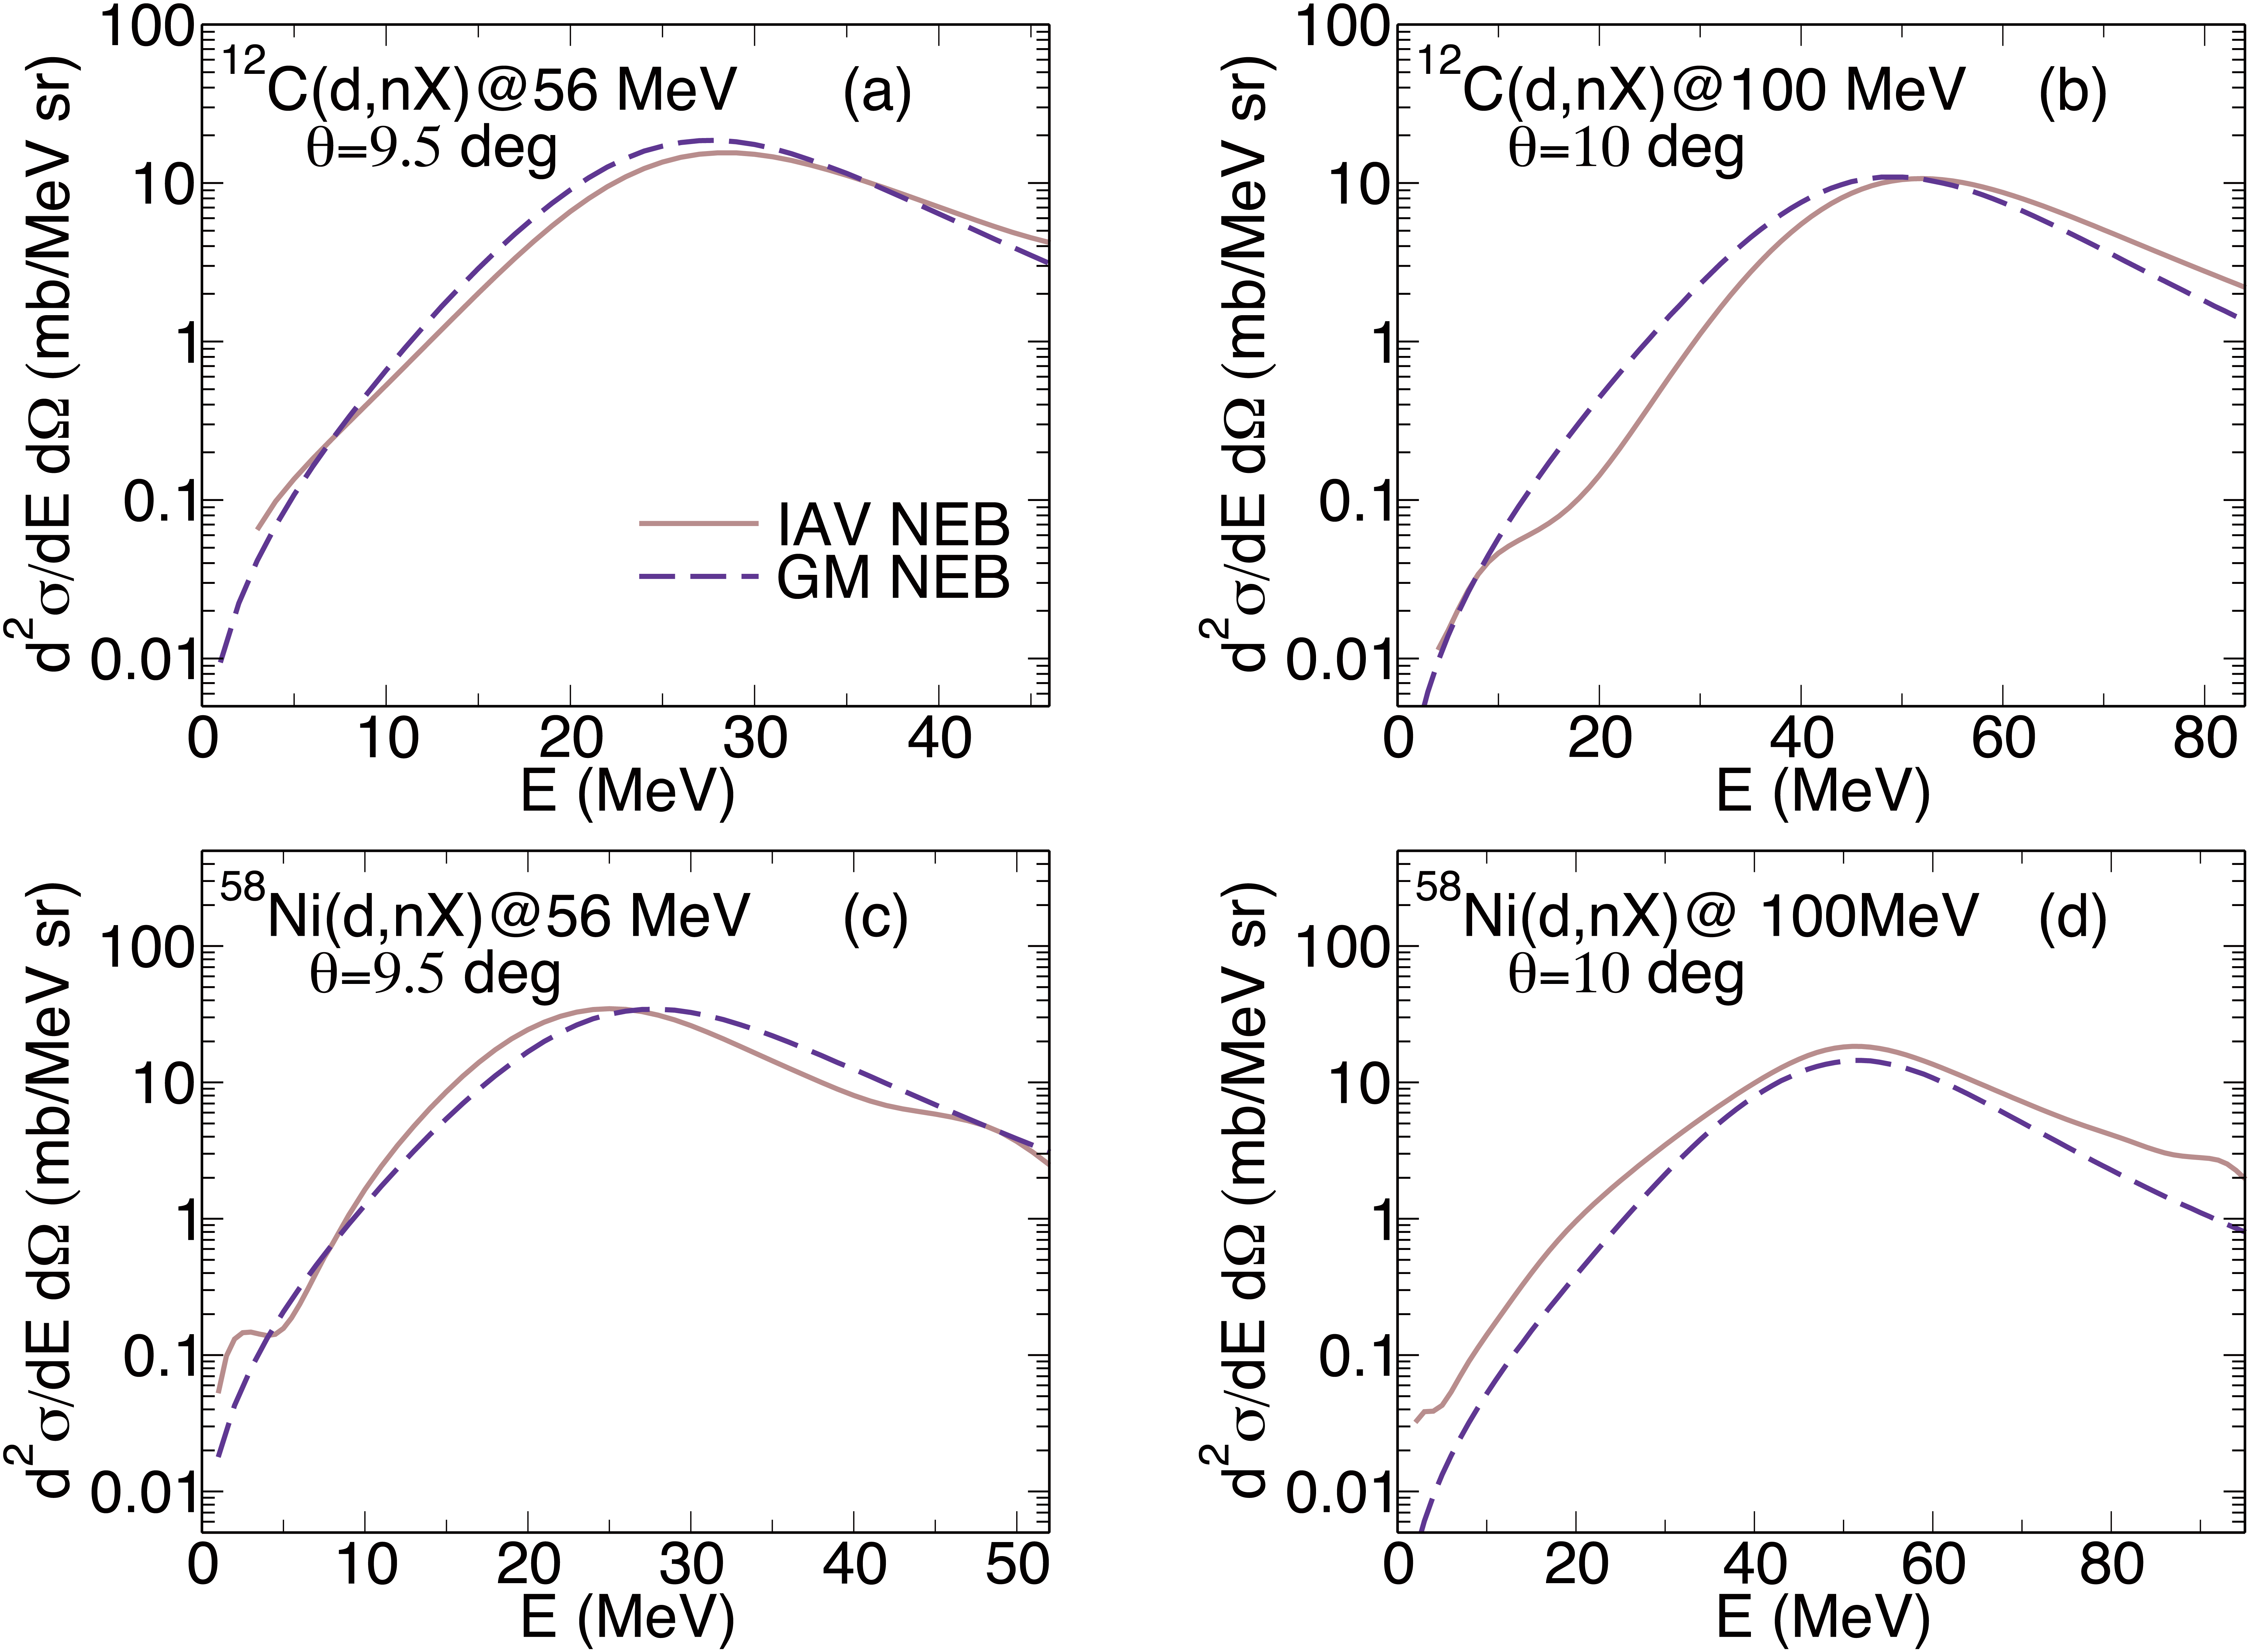 100
10
1
0.1
0.01
d²σ/dE dΩ (mb/MeV sr)
¹²C(d,nX)@56 MeV (a)
θ=9.5 deg
IAV NEB
GM NEB
0 10 20 30 40
E (MeV)
100
10
1
0.1
0.01
d²σ/dE dΩ (mb/MeV sr)
¹²C(d,nX)@100 MeV (b)
θ=10 deg
0 20 40 60 80
E (MeV)
100
10
1
0.1
0.01
d²σ/dE dΩ (mb/MeV sr)
⁵⁸Ni(d,nX)@56 MeV (c)
θ=9.5 deg
0 10 20 30 40 50
E (MeV)
100
10
1
0.1
0.01
d²σ/dE dΩ (mb/MeV sr)
⁵⁸Ni(d,nX)@ 100MeV (d)
θ=10 deg
0 20 40 60 80
E (MeV)